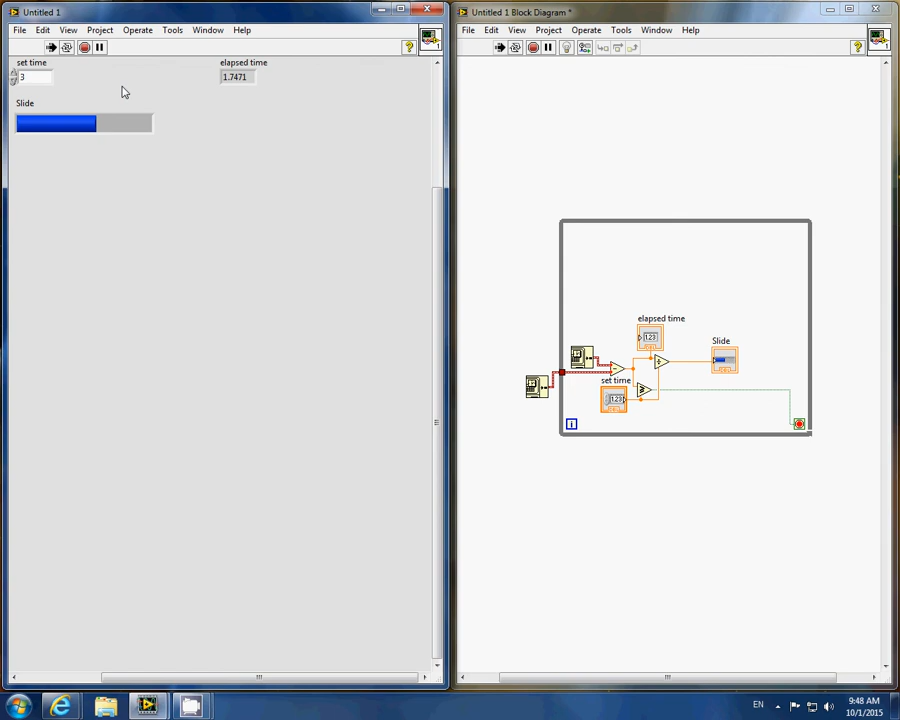 Untitled 1
File Edit View Project Operate Tools Window Help
set time
3
elapsed time
1.7471
Slide
Untitled 1 Block Diagram *
File Edit View Project Operate Tools Window Help
elapsed time
123
Slide
set time
123
i
EN
9:48 AM
10/1/2015